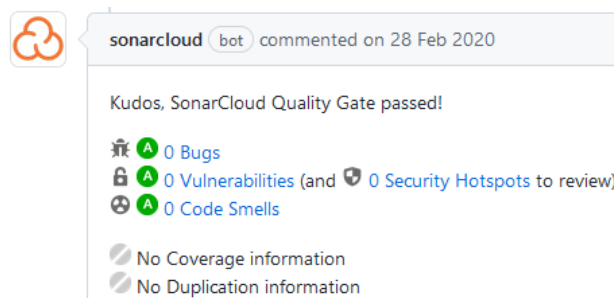 sonarcloud bot commented on 28 Feb 2020
Kudos, SonarCloud Quality Gate passed!
A 0 Bugs
A 0 Vulnerabilities (and 0 Security Hotspots to review)
A 0 Code Smells
No Coverage information
No Duplication information